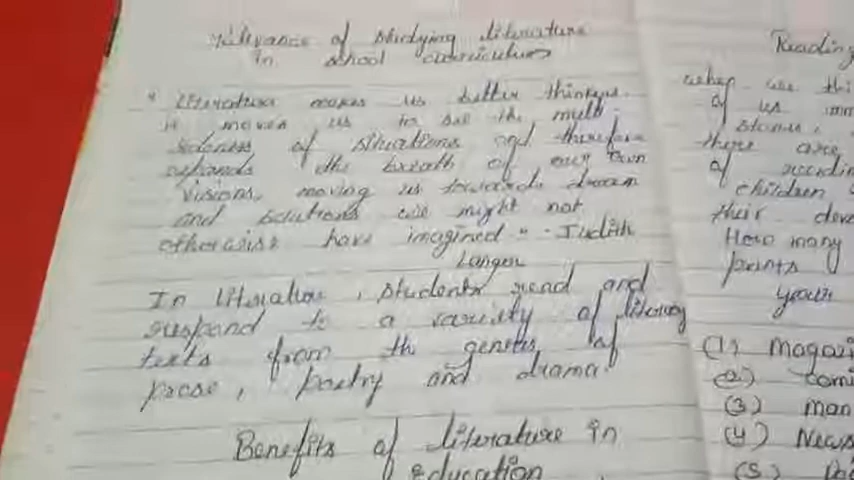 Relevance of studying literature
in school curriculum
" Literature makes us better thinkers.
it moves us to see the multi-
sidedness of situations and therefore
expands the breath of our own
visions, moving us towards dream
and solutions we might not
otherwise have imagined " - Judith
Langer
In literature, students read and
respond to a variety of literary
texts from th genres of
prose, poetry and drama
Benefits of literature in
education
Reading
when we thi
of us imm
there are
of
children
their deve
How many
points
your
(1) Magazi
(2) Comi
(3) Man
(4) News
(5)